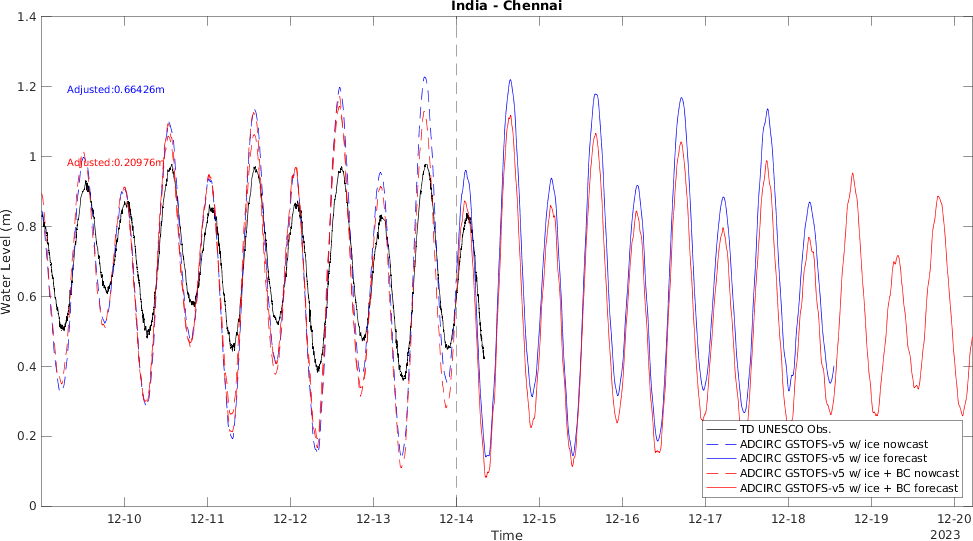 India - Chennai
1.4
1.2
1
0.8
0.6
0.4
0.2
0
Water Level (m)
Adjusted:0.66426m
Adjusted:0.20976m
TD UNESCO Obs.
ADCIRC GSTOFS-v5 w/ ice nowcast
ADCIRC GSTOFS-v5 w/ ice forecast
ADCIRC GSTOFS-v5 w/ ice + BC nowcast
ADCIRC GSTOFS-v5 w/ ice + BC forecast
12-10 12-11 12-12 12-13 12-14 12-15 12-16 12-17 12-18 12-19 12-20
2023
Time